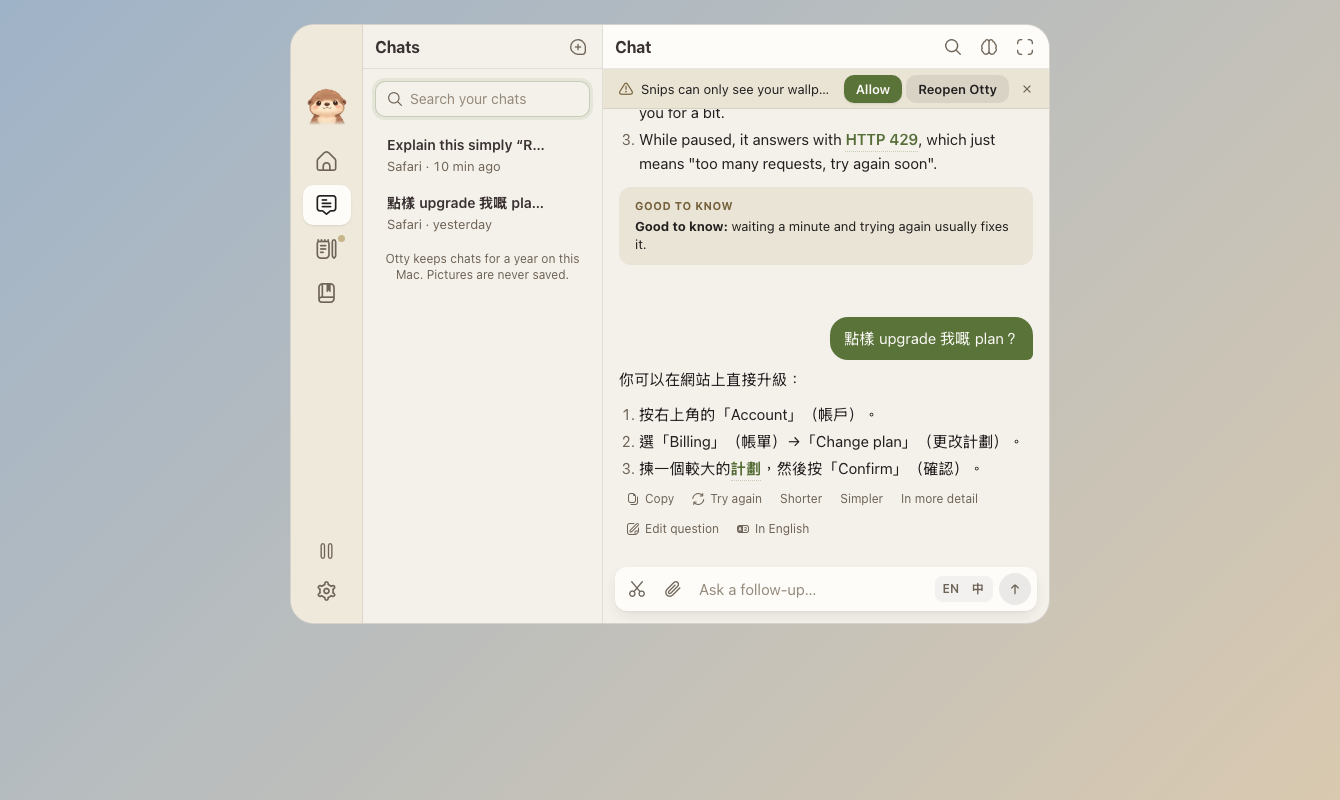 Chats
Search your chats
Explain this simply “R...
Safari · 10 min ago
點樣 upgrade 我嘅 pla...
Safari · yesterday
Otty keeps chats for a year on this
Mac. Pictures are never saved.
Chat
Snips can only see your wallp...
Allow
Reopen Otty
you for a bit.
3. While paused, it answers with HTTP 429, which just
means "too many requests, try again soon".
GOOD TO KNOW
Good to know: waiting a minute and trying again usually fixes
it.
點樣 upgrade 我嘅 plan？
你可以在網站上直接升級：
1. 按右上角的「Account」（帳戶）。
2. 選「Billing」（帳單）→「Change plan」（更改計劃）。
3. 揀一個較大的計劃，然後按「Confirm」（確認）。
Copy
Try again
Shorter
Simpler
In more detail
Edit question
In English
Ask a follow-up...
EN 中